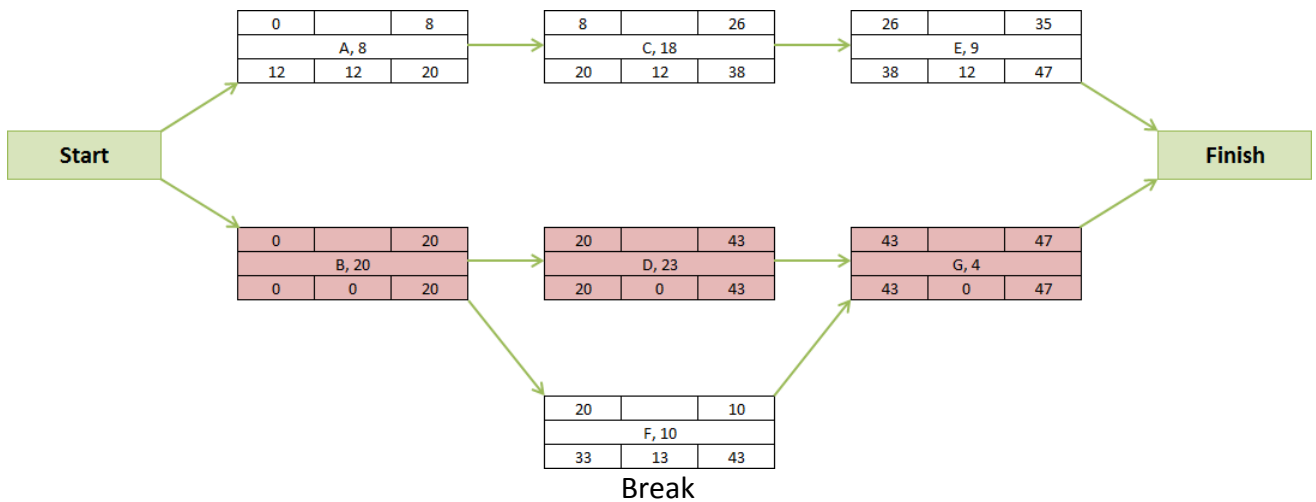 0 8 8 26 26 35
A, 8 C, 18 E, 9
12 12 20 20 12 38 38 12 47
Start Finish
0 20 20 43 43 47
B, 20 D, 23 G, 4
0 0 20 20 0 43 43 0 47
20 10
F, 10
33 13 43
Break